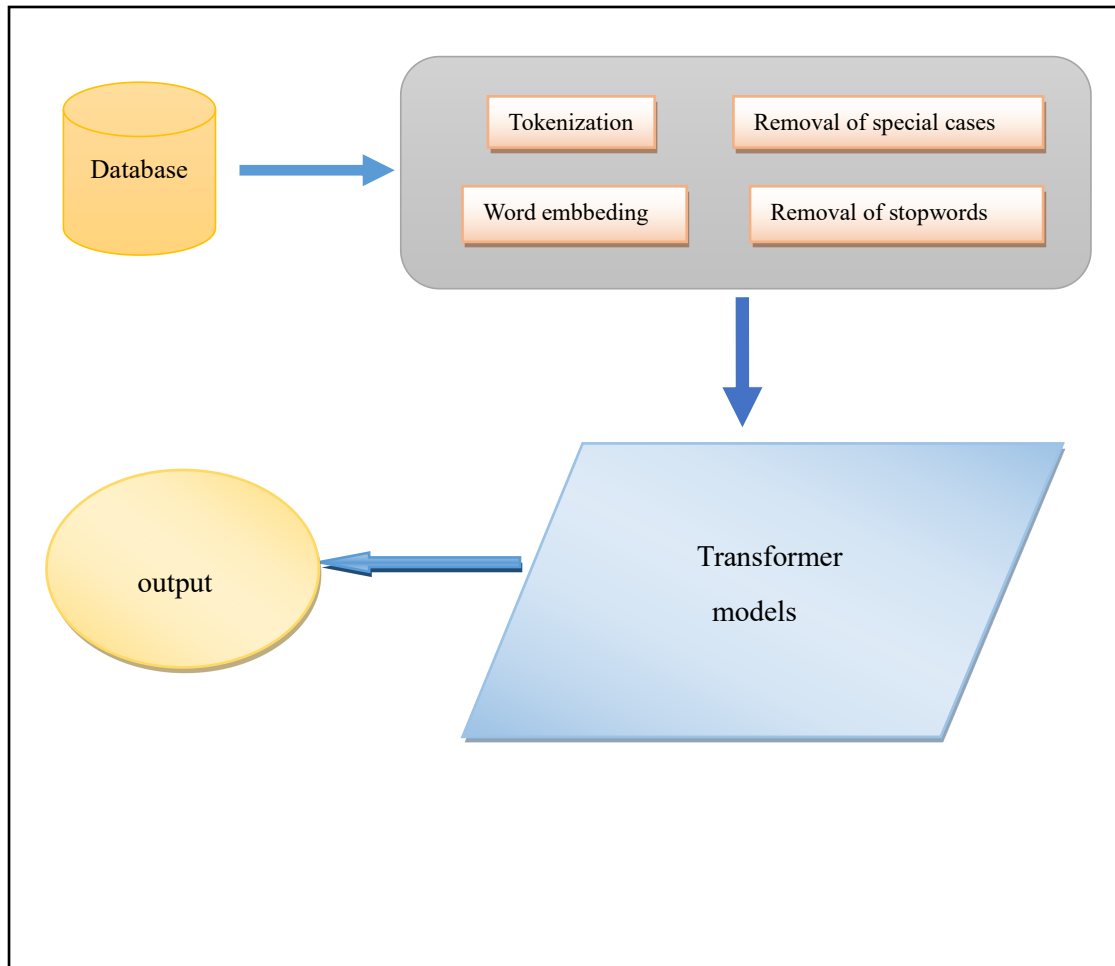 Database
Tokenization
Removal of special cases
Word embbeding
Removal of stopwords
Transformer
models
output